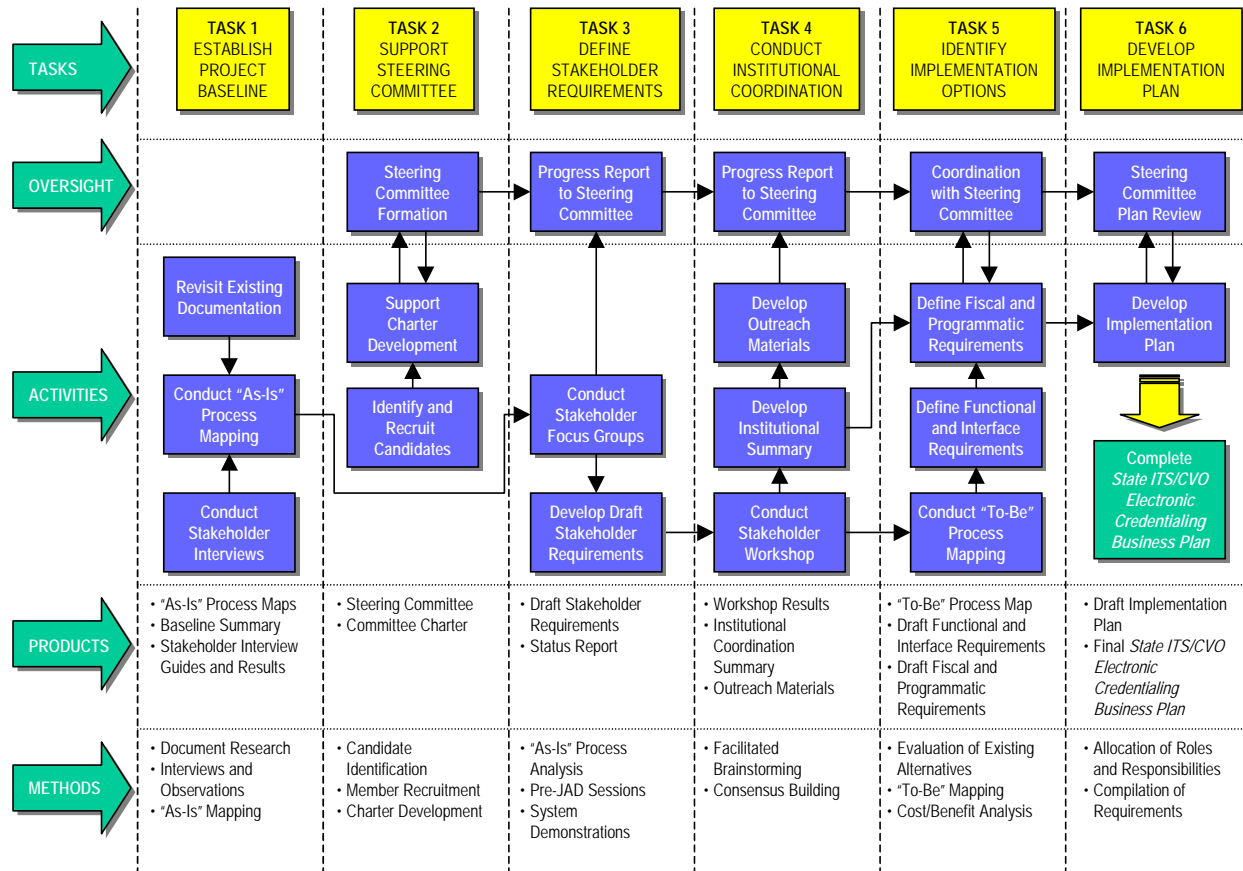 TASKS
TASK 1
ESTABLISH
PROJECT
BASELINE
TASK 2
SUPPORT
STEERING
COMMITTEE
TASK 3
DEFINE
STAKEHOLDER
REQUIREMENTS
TASK 4
CONDUCT
INSTITUTIONAL
COORDINATION
TASK 5
IDENTIFY
IMPLEMENTATION
OPTIONS
TASK 6
DEVELOP
IMPLEMENTATION
PLAN
OVERSIGHT
Steering
Committee
Formation
Progress Report
to Steering
Committee
Progress Report
to Steering
Committee
Coordination
with Steering
Committee
Steering
Committee
Plan Review
ACTIVITIES
Revisit Existing
Documentation
Conduct “As-Is”
Process
Mapping
Conduct
Stakeholder
Interviews
Support
Charter
Development
Identify and
Recruit
Candidates
Conduct
Stakeholder
Focus Groups
Develop Draft
Stakeholder
Requirements
Develop
Outreach
Materials
Develop
Institutional
Summary
Conduct
Stakeholder
Workshop
Define Fiscal and
Programmatic
Requirements
Define Functional
and Interface
Requirements
Conduct “To-Be”
Process
Mapping
Develop
Implementation
Plan
Complete
State ITS/CVO
Electronic
Credentialing
Business Plan
PRODUCTS
• “As-Is” Process Maps
• Baseline Summary
• Stakeholder Interview
Guides and Results
• Steering Committee
• Committee Charter
• Draft Stakeholder
Requirements
• Status Report
• Workshop Results
• Institutional
Coordination
Summary
• Outreach Materials
• “To-Be” Process Map
• Draft Functional and
Interface Requirements
• Draft Fiscal and
Programmatic
Requirements
• Draft Implementation
Plan
• Final State ITS/CVO
Electronic
Credentialing
Business Plan
METHODS
• Document Research
• Interviews and
Observations
• “As-Is” Mapping
• Candidate
Identification
• Member Recruitment
• Charter Development
• “As-Is” Process
Analysis
• Pre-JAD Sessions
• System
Demonstrations
• Facilitated
Brainstorming
• Consensus Building
• Evaluation of Existing
Alternatives
• “To-Be” Mapping
• Cost/Benefit Analysis
• Allocation of Roles
and Responsibilities
• Compilation of
Requirements